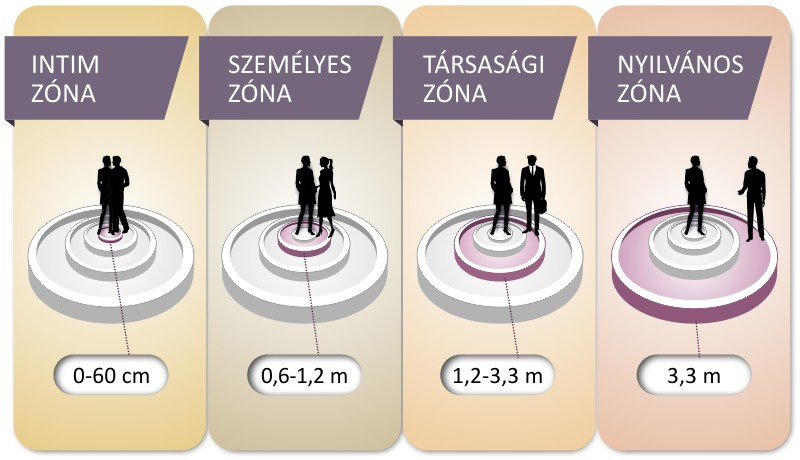 INTIM
ZÓNA
0-60 cm
SZEMÉLYES
ZÓNA
0,6-1,2 m
TÁRSASÁGI
ZÓNA
1,2-3,3 m
NYILVÁNOS
ZÓNA
3,3 m